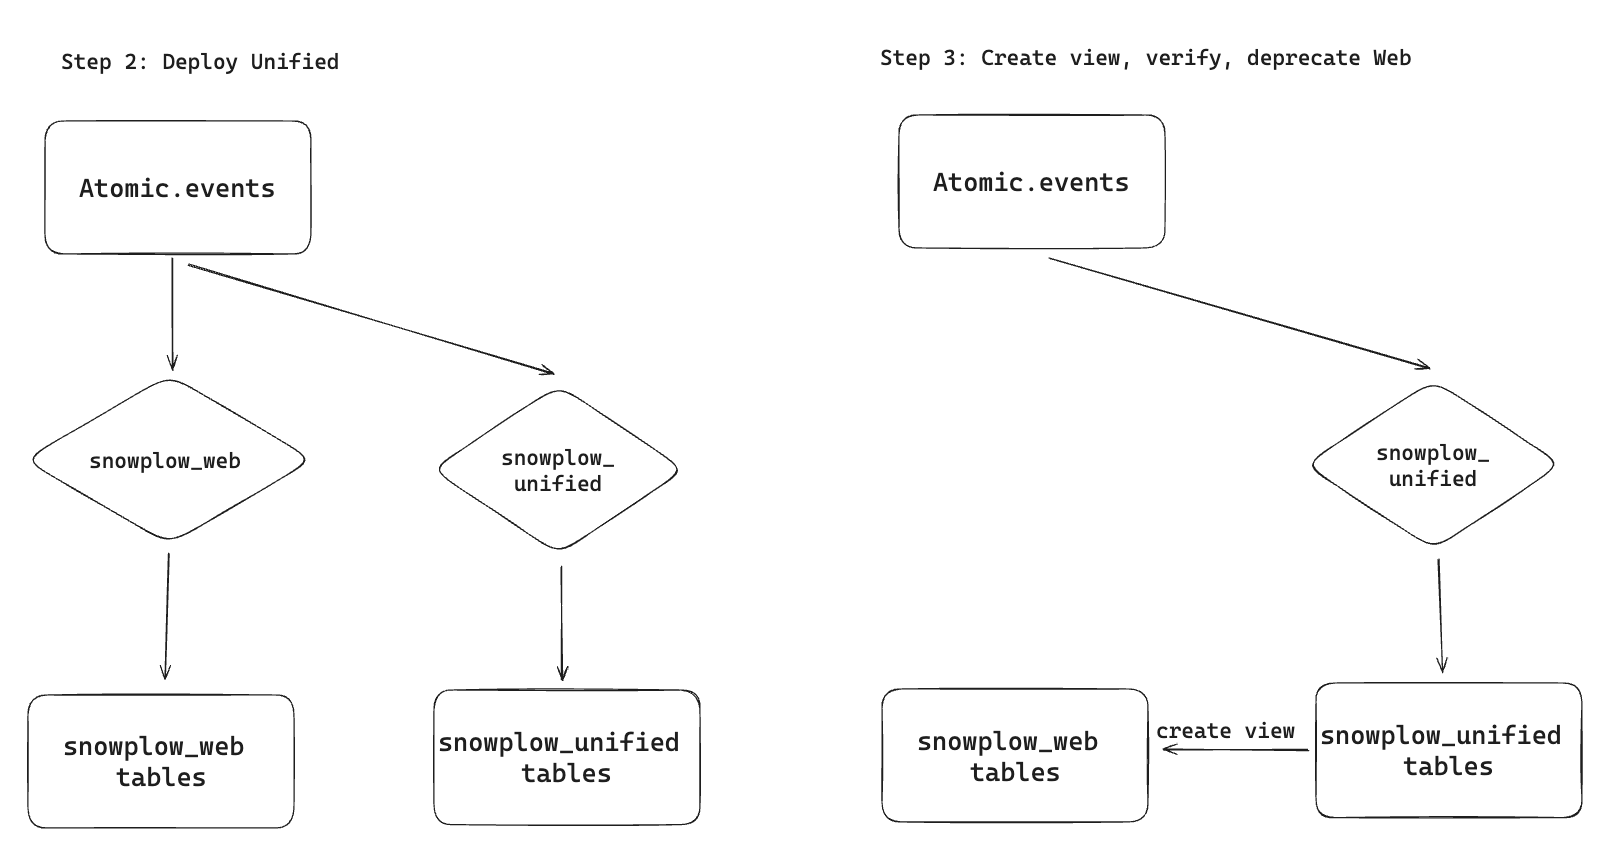 Step 2: Deploy Unified
Atomic.events
snowplow_web
snowplow_
unified
snowplow_web
tables
snowplow_unified
tables
Step 3: Create view, verify, deprecate Web
Atomic.events
snowplow_
unified
snowplow_web
tables
create view
snowplow_unified
tables